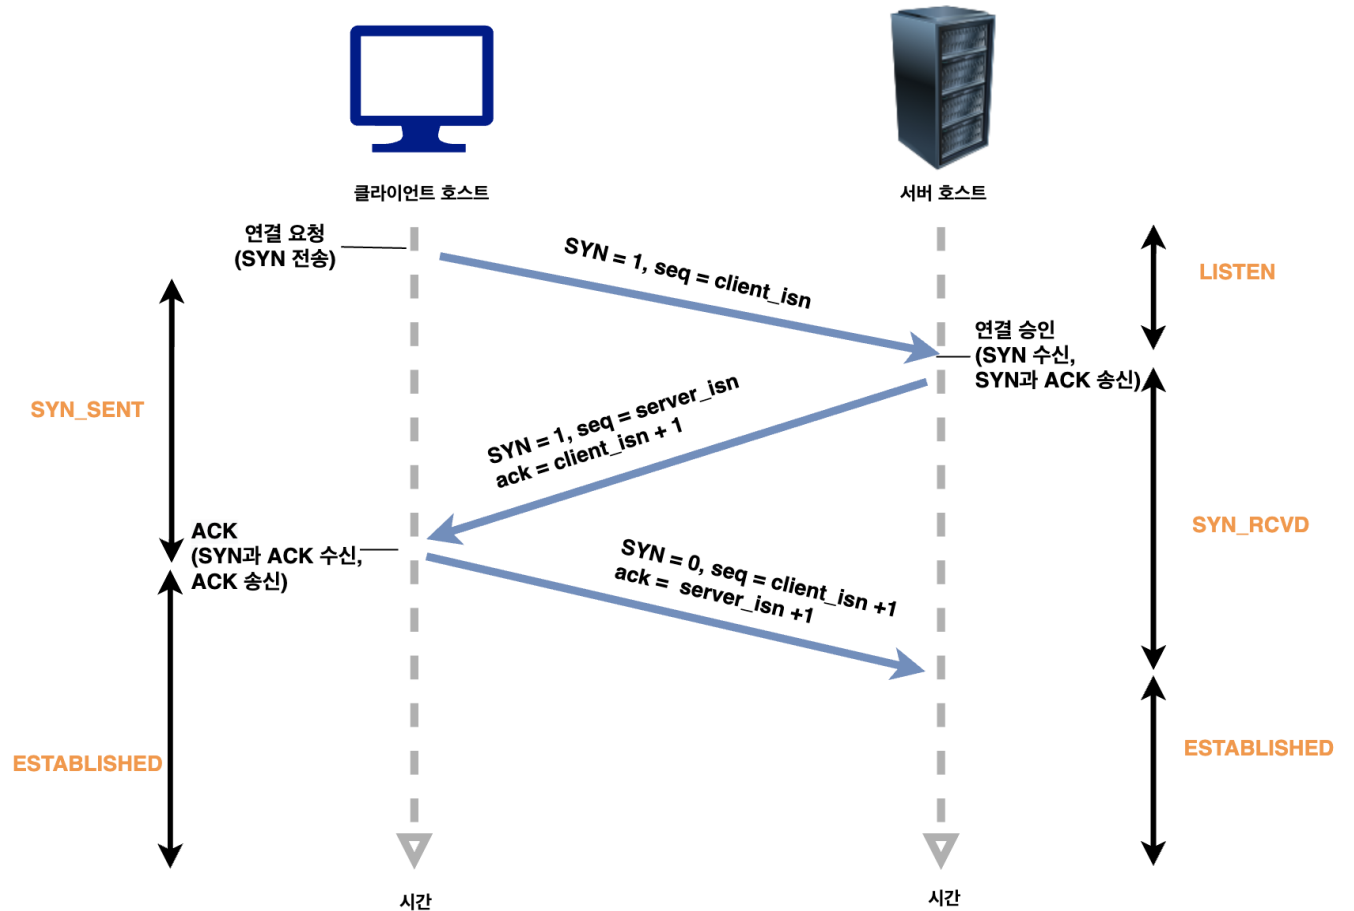 클라이언트 호스트
서버 호스트
연결 요청
(SYN 전송)
SYN = 1, seq = client_isn
LISTEN
연결 승인
(SYN 수신,
SYN과 ACK 송신)
SYN_SENT
SYN = 1, seq = server_isn
ack = client_isn + 1
ACK
(SYN과 ACK 수신,
ACK 송신)
SYN_RCVD
SYN = 0, seq = client_isn +1
ack =  server_isn +1
ESTABLISHED
ESTABLISHED
시간
시간